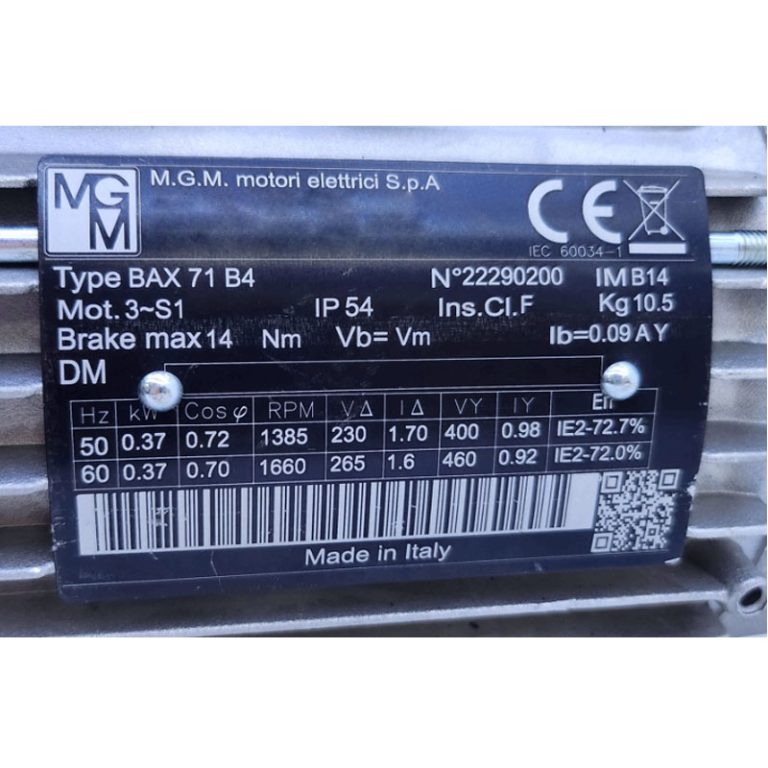 MGM
M.G.M. motori elettrici S.p.A
CE
IEC 60034-1
Type BAX 71 B4 N°22290200 IM B14
Mot. 3~S1 IP 54 Ins.Cl.F Kg 10.5
Brake max 14 Nm Vb= Vm Ib=0.09 A Y
DM
Hz kW Cos φ RPM V Δ I Δ VY IY Eff
50 0.37 0.72 1385 230 1.70 400 0.98 IE2-72.7%
60 0.37 0.70 1660 265 1.6 460 0.92 IE2-72.0%
Made in Italy